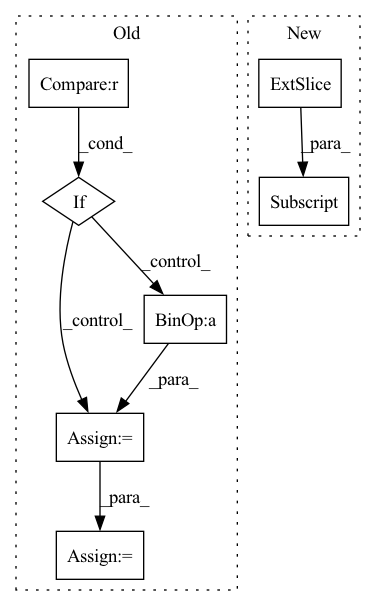 Old
New
Compare:r
ExtSlice
_cond_
_para_
If
Subscript
_control_
_control_
BinOp:a
_para_
Assign:=
_para_
Assign:=